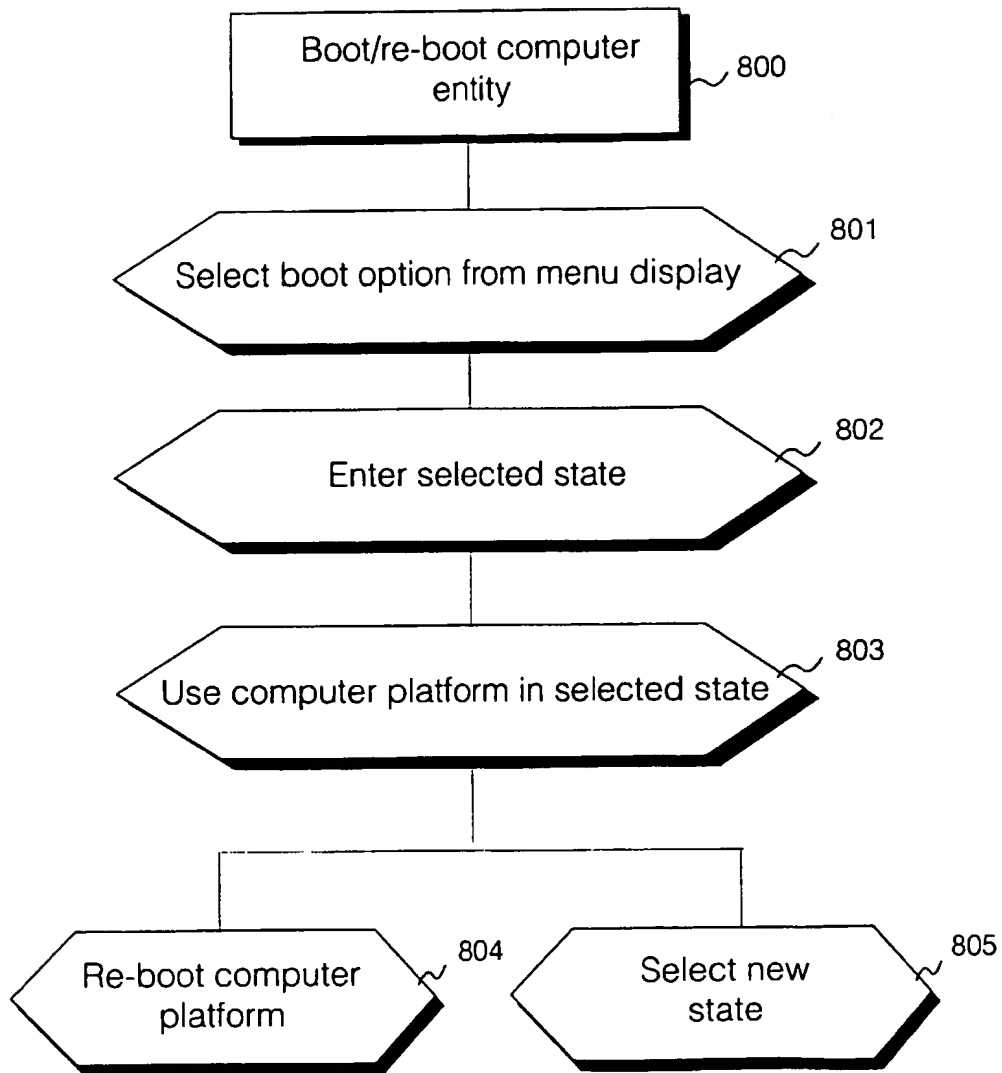 Boot/re-boot computer
entity
800
Select boot option from menu display
801
Enter selected state
802
Use computer platform in selected state
803
Re-boot computer
platform
804
Select new
state
805